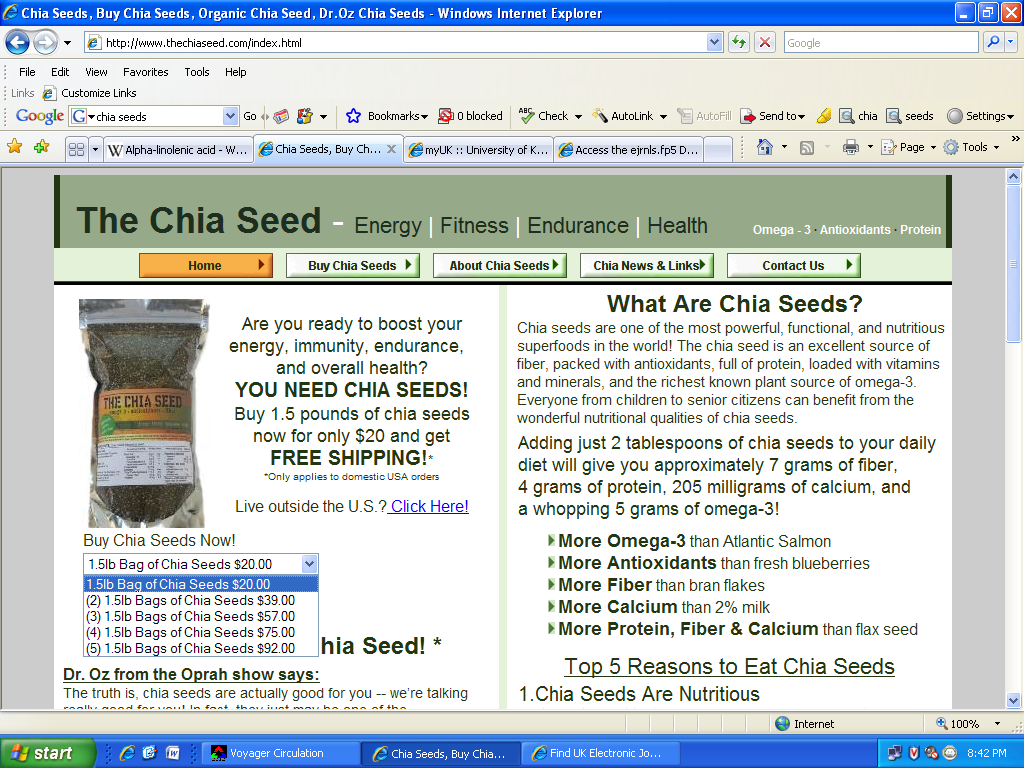 Chia Seeds, Buy Chia Seeds, Organic Chia Seed, Dr.Oz Chia Seeds - Windows Internet Explorer
http://www.thechiaseed.com/index.html
Google
File Edit View Favorites Tools Help
Links Customize Links
Google chia seeds Go Bookmarks 0 blocked ABC Check AutoLink AutoFill Send to chia seeds Settings
Alpha-linolenic acid - W... Chia Seeds, Buy Ch... myUK :: University of K... Access the ejrnls.fp5 D... Page Tools
The Chia Seed - Energy | Fitness | Endurance | Health
Omega - 3 · Antioxidants · Protein
Home Buy Chia Seeds About Chia Seeds Chia News & Links Contact Us
THE CHIA SEED
Are you ready to boost your
energy, immunity, endurance,
and overall health?
YOU NEED CHIA SEEDS!
Buy 1.5 pounds of chia seeds
now for only $20 and get
FREE SHIPPING!*
*Only applies to domestic USA orders
Live outside the U.S.? Click Here!
Buy Chia Seeds Now!
1.5lb Bag of Chia Seeds $20.00
1.5lb Bag of Chia Seeds $20.00
(2) 1.5lb Bags of Chia Seeds $39.00
(3) 1.5lb Bags of Chia Seeds $57.00
(4) 1.5lb Bags of Chia Seeds $75.00
(5) 1.5lb Bags of Chia Seeds $92.00
hia Seed! *
Dr. Oz from the Oprah show says:
The truth is, chia seeds are actually good for you -- we're talking
really good for you! In fact, they just may be one of the
What Are Chia Seeds?
Chia seeds are one of the most powerful, functional, and nutritious
superfoods in the world! The chia seed is an excellent source of
fiber, packed with antioxidants, full of protein, loaded with vitamins
and minerals, and the richest known plant source of omega-3.
Everyone from children to senior citizens can benefit from the
wonderful nutritional qualities of chia seeds.
Adding just 2 tablespoons of chia seeds to your daily
diet will give you approximately 7 grams of fiber,
4 grams of protein, 205 milligrams of calcium, and
a whopping 5 grams of omega-3!
More Omega-3 than Atlantic Salmon
More Antioxidants than fresh blueberries
More Fiber than bran flakes
More Calcium than 2% milk
More Protein, Fiber & Calcium than flax seed
Top 5 Reasons to Eat Chia Seeds
1.Chia Seeds Are Nutritious
Internet 100%
start Voyager Circulation Chia Seeds, Buy Chia... Find UK Electronic Jo... 8:42 PM